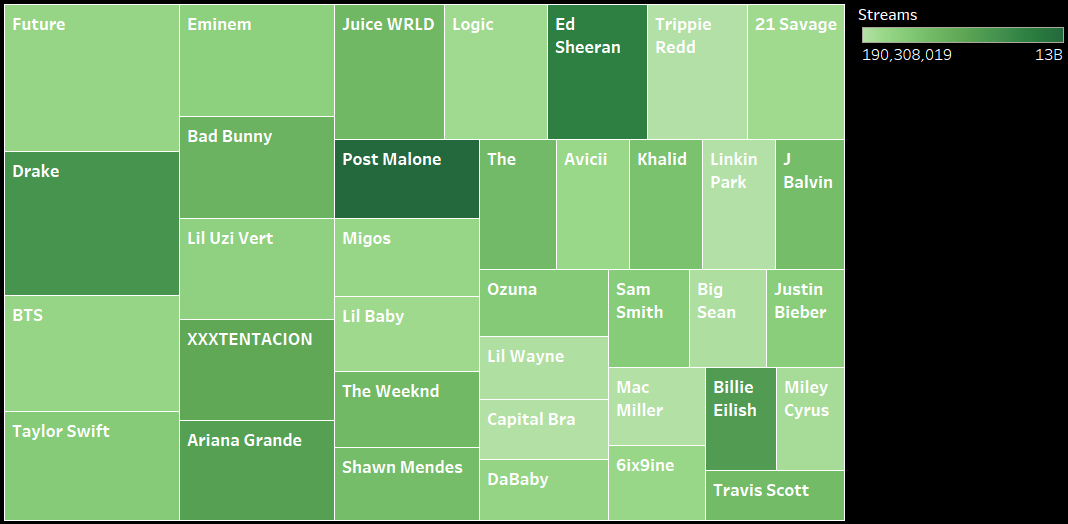 Future
Drake
BTS
Taylor Swift
Eminem
Bad Bunny
Lil Uzi Vert
XXXTENTACION
Ariana Grande
Juice WRLD
Logic
Ed
Sheeran
Trippie
Redd
21 Savage
Post Malone
Migos
Lil Baby
The Weeknd
Shawn Mendes
The
Avicii
Khalid
Linkin
Park
J
Balvin
Ozuna
Lil Wayne
Capital Bra
DaBaby
Sam
Smith
Big
Sean
Justin
Bieber
Mac
Miller
6ix9ine
Billie
Eilish
Miley
Cyrus
Travis Scott
Streams
190,308,019 13B